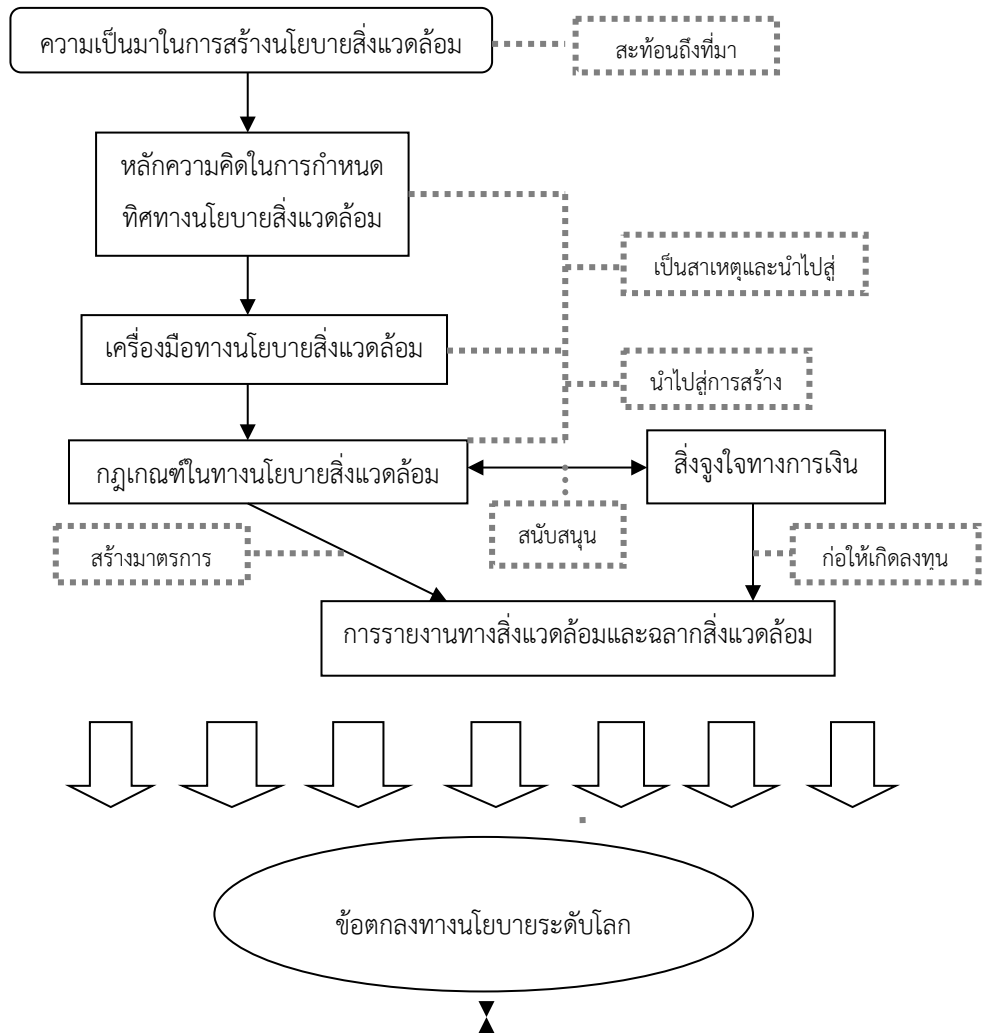 ความเป็นมาในการสร้างนโยบายสิ่งแวดล้อม
สะท้อนถึงที่มา
หลักความคิดในการกำหนด
ทิศทางนโยบายสิ่งแวดล้อม
เป็นสาเหตุและนำไปสู่
เครื่องมือทางนโยบายสิ่งแวดล้อม
นำไปสู่การสร้าง
กฎเกณฑ์ในทางนโยบายสิ่งแวดล้อม
สิ่งจูงใจทางการเงิน
สนับสนุน
สร้างมาตรการ
ก่อให้เกิดลงทุน
การรายงานทางสิ่งแวดล้อมและฉลากสิ่งแวดล้อม
ข้อตกลงทางนโยบายระดับโลก